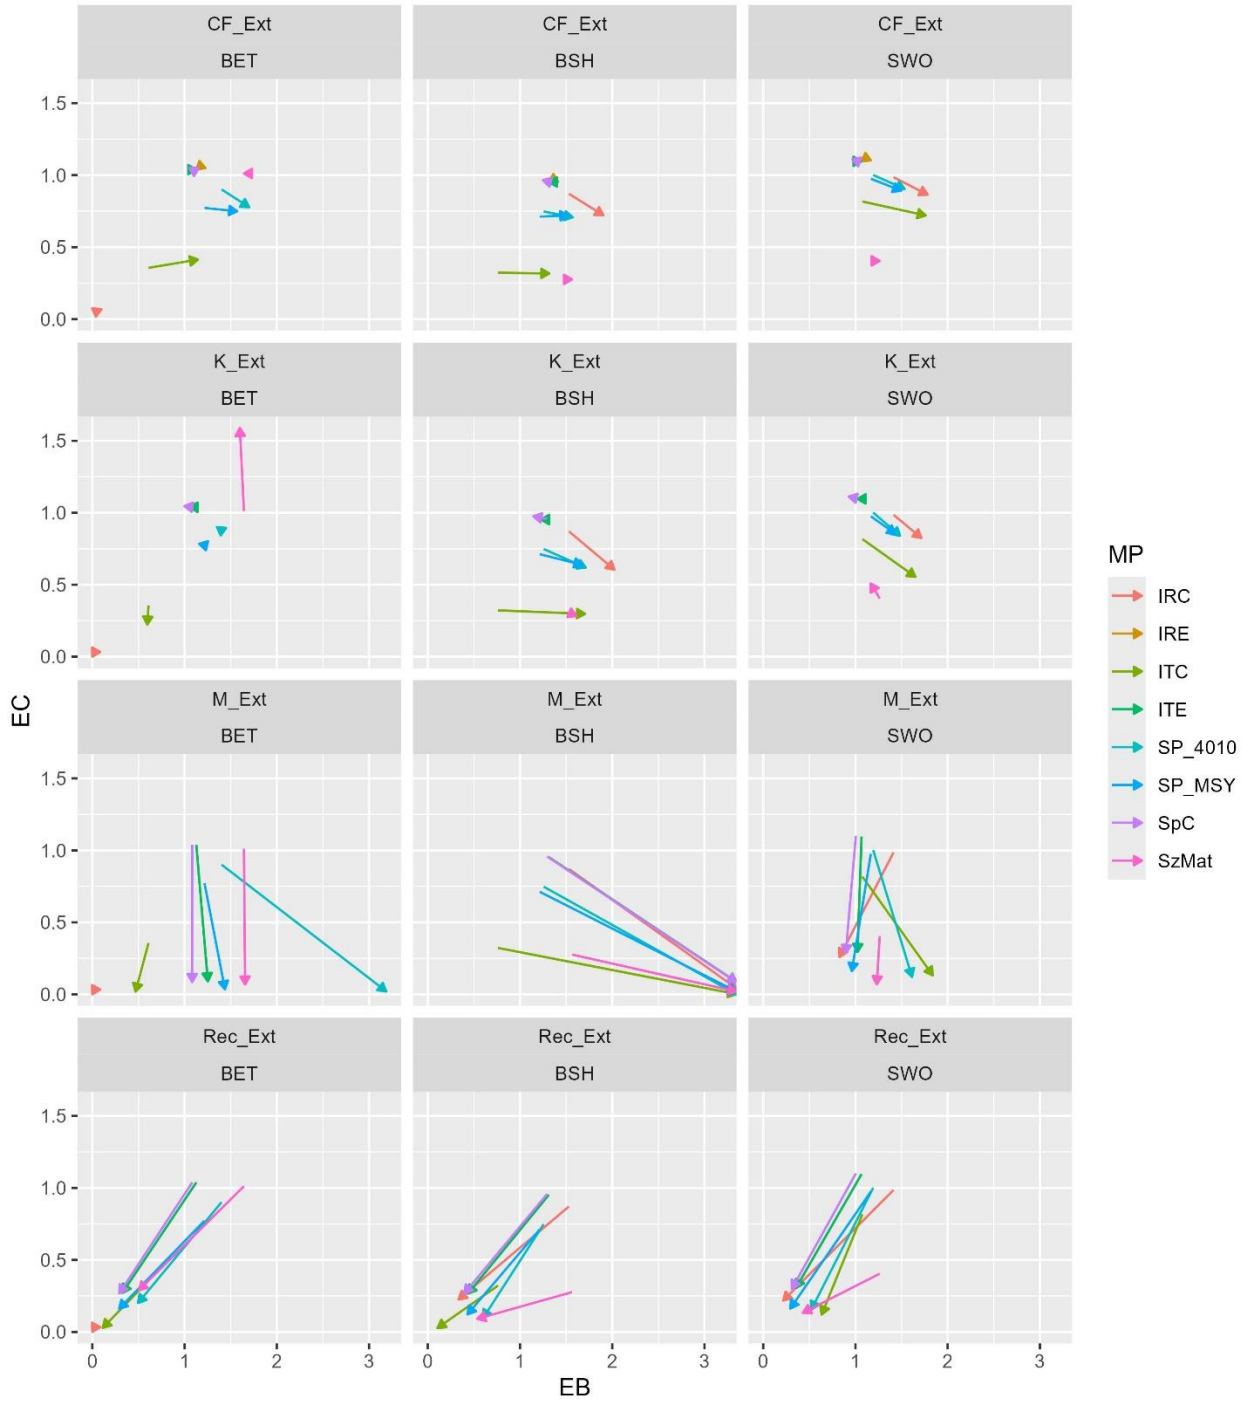 CF_Ext CF_Ext CF_Ext
BET BSH SWO
1.5
1.0
0.5
0.0
K_Ext K_Ext K_Ext
BET BSH SWO
1.5
1.0
0.5
0.0
M_Ext M_Ext M_Ext
BET BSH SWO
1.5
1.0
0.5
0.0
Rec_Ext Rec_Ext Rec_Ext
BET BSH SWO
1.5
1.0
0.5
0.0
0 1 2 3 0 1 2 3 0 1 2 3
EB
EC
MP
IRC
IRE
ITC
ITE
SP_4010
SP_MSY
SpC
SzMat